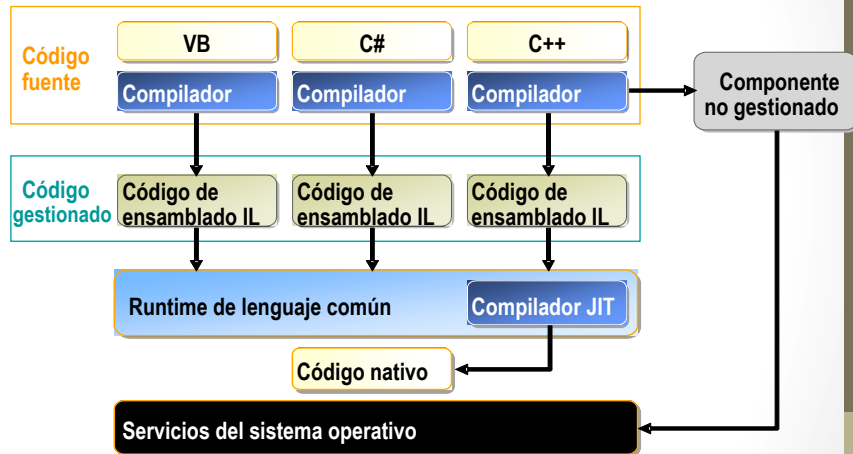 VB
C#
C++
Código
fuente
Compilador
Compilador
Compilador
Componente
no gestionado
Código
gestionado
Código de
ensamblado IL
Código de
ensamblado IL
Código de
ensamblado IL
Runtime de lenguaje común
Compilador JIT
Código nativo
Servicios del sistema operativo